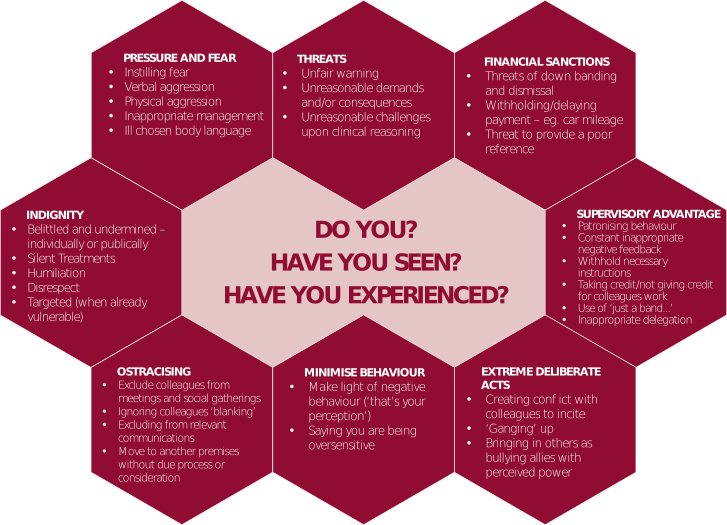 PRESSURE AND FEAR
• Instilling fear
• Verbal aggression
• Physical aggression
• Inappropriate management
• Ill chosen body language
THREATS
• Unfair warning
• Unreasonable demands
and/or consequences
• Unreasonable challenges
upon clinical reasoning
FINANCIAL SANCTIONS
• Threats of down banding
and dismissal
• Withholding/delaying
payment – eg. car mileage
• Threat to provide a poor
reference
INDIGNITY
• Belittled and undermined –
individually or publically
• Silent Treatments
• Humiliation
• Disrespect
• Targeted (when already
vulnerable)
DO YOU?
HAVE YOU SEEN?
HAVE YOU EXPERIENCED?
SUPERVISORY ADVANTAGE
• Patronising behaviour
• Constant inappropriate
negative feedback
• Withhold necessary
instructions
• Taking credit/not giving credit
for colleagues work
• Use of ‘just a band...’
• Inappropriate delegation
OSTRACISING
• Exclude colleagues from
meetings and social gatherings
• Ignoring colleagues ‘blanking’
• Excluding from relevant
communications
• Move to another premises
without due process or
consideration
MINIMISE BEHAVIOUR
• Make light of negative
behaviour (‘that’s your
perception’)
• Saying you are being
oversensitive
EXTREME DELIBERATE
ACTS
• Creating conf ict with
colleagues to incite
• ‘Ganging’ up
• Bringing in others as
bullying allies with
perceived power